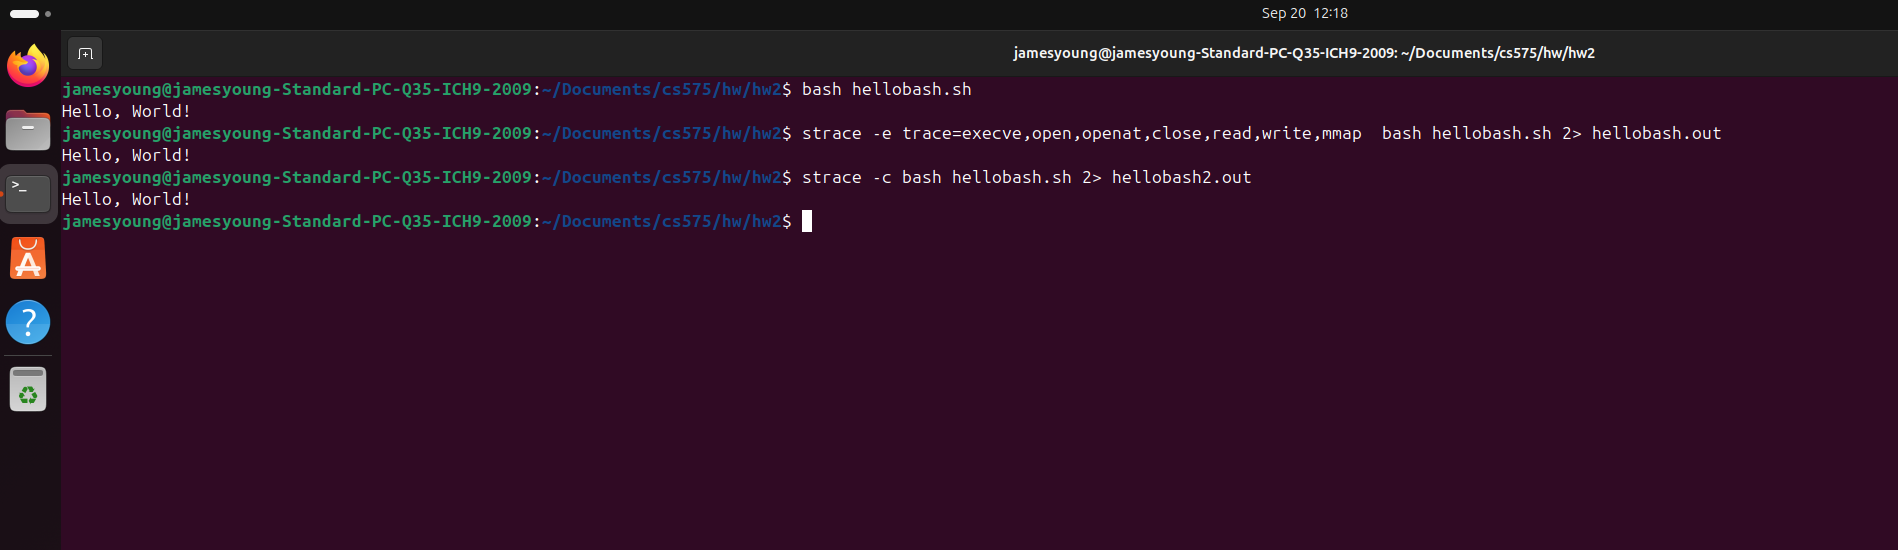 Sep 20 12:18
jamesyoung@jamesyoung-Standard-PC-Q35-ICH9-2009: ~/Documents/cs575/hw/hw2
jamesyoung@jamesyoung-Standard-PC-Q35-ICH9-2009:~/Documents/cs575/hw/hw2$ bash hellobash.sh
Hello, World!
jamesyoung@jamesyoung-Standard-PC-Q35-ICH9-2009:~/Documents/cs575/hw/hw2$ strace -e trace=execve,open,openat,close,read,write,mmap  bash hellobash.sh 2> hellobash.out
Hello, World!
jamesyoung@jamesyoung-Standard-PC-Q35-ICH9-2009:~/Documents/cs575/hw/hw2$ strace -c bash hellobash.sh 2> hellobash2.out
Hello, World!
jamesyoung@jamesyoung-Standard-PC-Q35-ICH9-2009:~/Documents/cs575/hw/hw2$